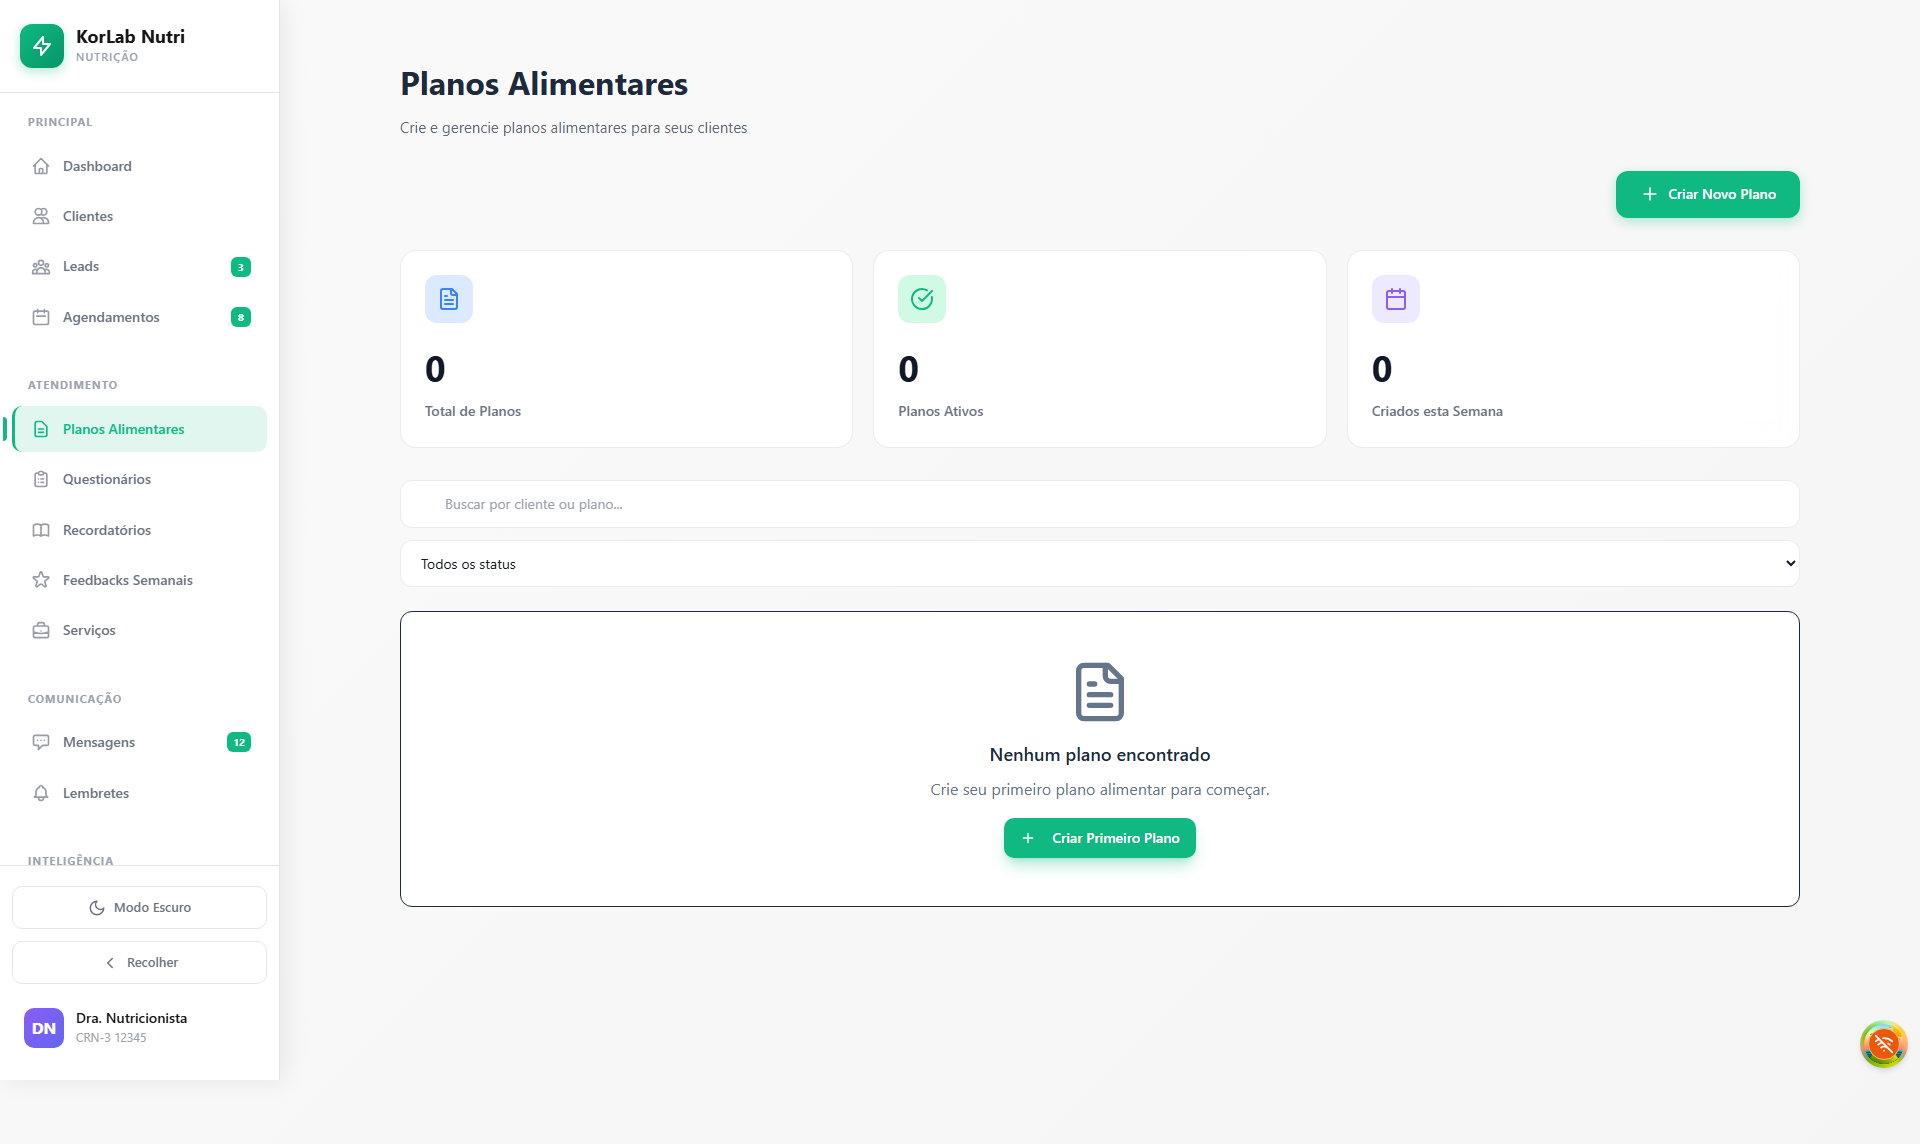 KorLab Nutri
NUTRIÇÃO
PRINCIPAL
Dashboard
Clientes
Leads 3
Agendamentos 8
ATENDIMENTO
Planos Alimentares
Questionários
Recordatórios
Feedbacks Semanais
Serviços
COMUNICAÇÃO
Mensagens 12
Lembretes
INTELIGÊNCIA
Modo Escuro
Recolher
DN
Dra. Nutricionista
CRN-3 12345
Planos Alimentares
Crie e gerencie planos alimentares para seus clientes
Criar Novo Plano
0
Total de Planos
0
Planos Ativos
0
Criados esta Semana
Buscar por cliente ou plano...
Todos os status
Nenhum plano encontrado
Crie seu primeiro plano alimentar para começar.
Criar Primeiro Plano